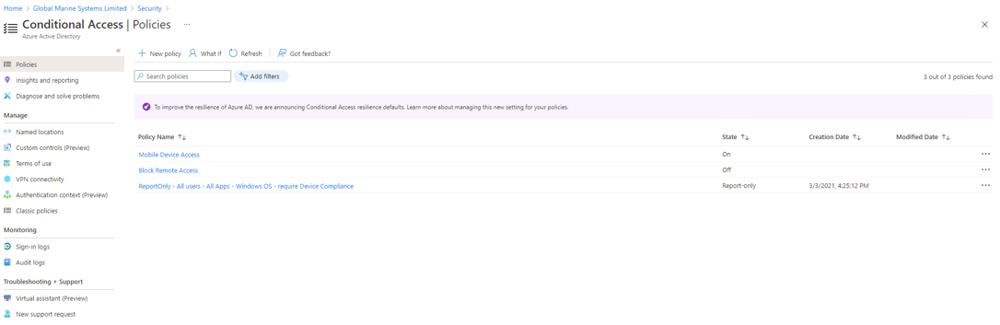 Home > Global Marine Systems Limited > Security >
Conditional Access | Policies ...
Azure Active Directory
«
Policies
Insights and reporting
Diagnose and solve problems
Manage
Named locations
Custom controls (Preview)
Terms of use
VPN connectivity
Authentication context (Preview)
Classic policies
Monitoring
Sign-in logs
Audit logs
Troubleshooting + Support
Virtual assistant (Preview)
New support request
New policy What If Refresh Got feedback?
Search policies Add filters 3 out of 3 policies found
To improve the resilience of Azure AD, we are announcing Conditional Access resilience defaults. Learn more about managing this new setting for your policies.
Policy Name ↑↓ State ↑↓ Creation Date ↑↓ Modified Date ↑↓
Mobile Device Access On ...
Block Remote Access Off ...
ReportOnly - All users - All Apps - Windows OS - require Device Compliance Report-only 3/3/2021, 4:25:12 PM ...